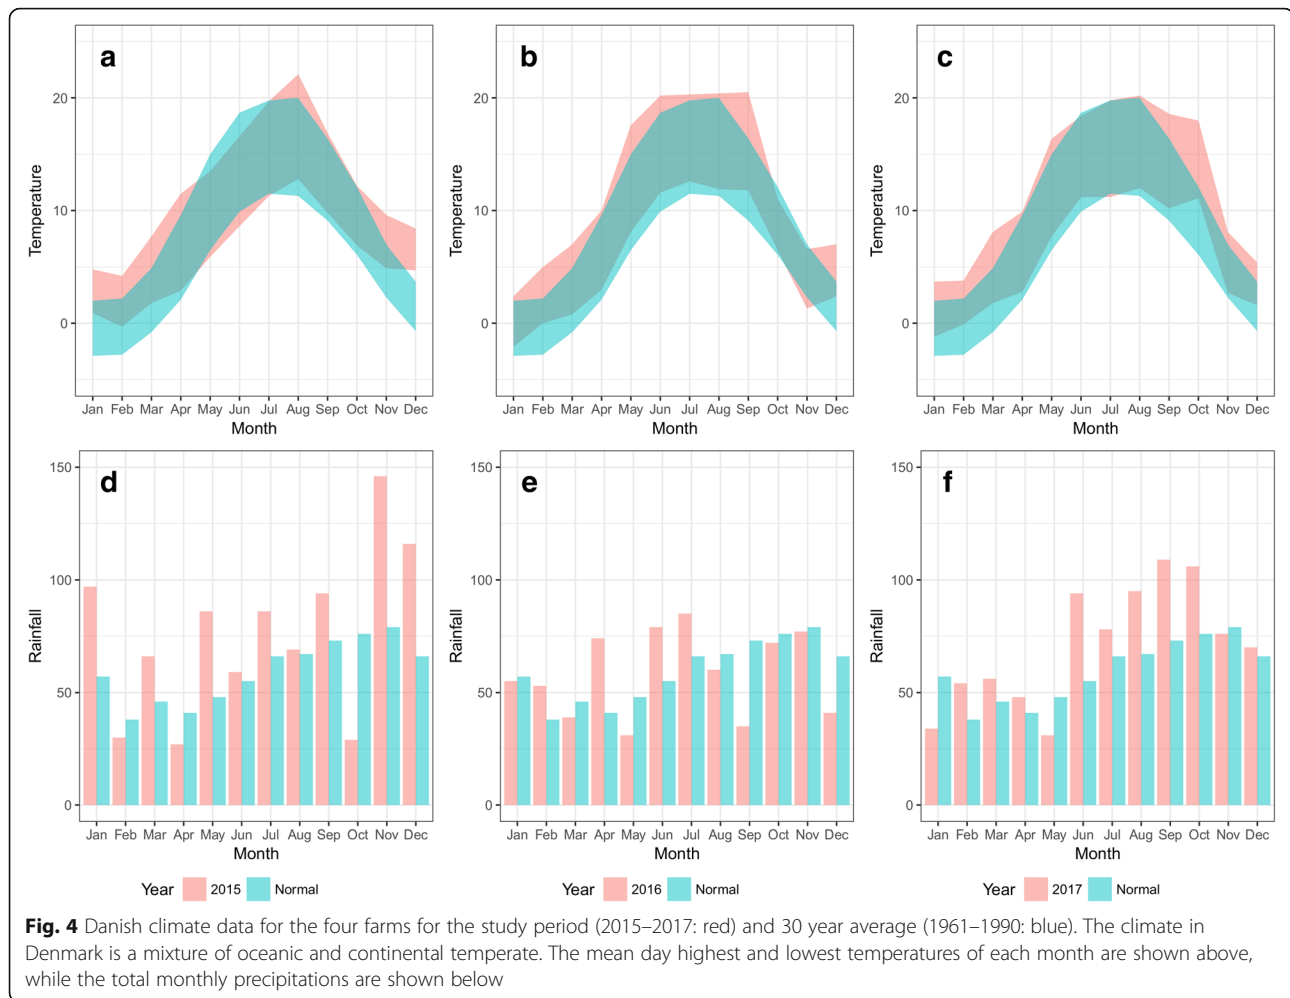 a
b
c
20
10
0
Temperature
Jan Feb Mar Apr May Jun Jul Aug Sep Oct Nov Dec
Month
20
10
0
Temperature
Jan Feb Mar Apr May Jun Jul Aug Sep Oct Nov Dec
Month
20
10
0
Temperature
Jan Feb Mar Apr May Jun Jul Aug Sep Oct Nov Dec
Month
d
e
f
150
100
50
0
Rainfall
Jan Feb Mar Apr May Jun Jul Aug Sep Oct Nov Dec
Month
Year 2015 Normal
150
100
50
0
Rainfall
Jan Feb Mar Apr May Jun Jul Aug Sep Oct Nov Dec
Month
Year 2016 Normal
150
100
50
0
Rainfall
Jan Feb Mar Apr May Jun Jul Aug Sep Oct Nov Dec
Month
Year 2017 Normal
Fig. 4 Danish climate data for the four farms for the study period (2015–2017: red) and 30 year average (1961–1990: blue). The climate in
Denmark is a mixture of oceanic and continental temperate. The mean day highest and lowest temperatures of each month are shown above,
while the total monthly precipitations are shown below